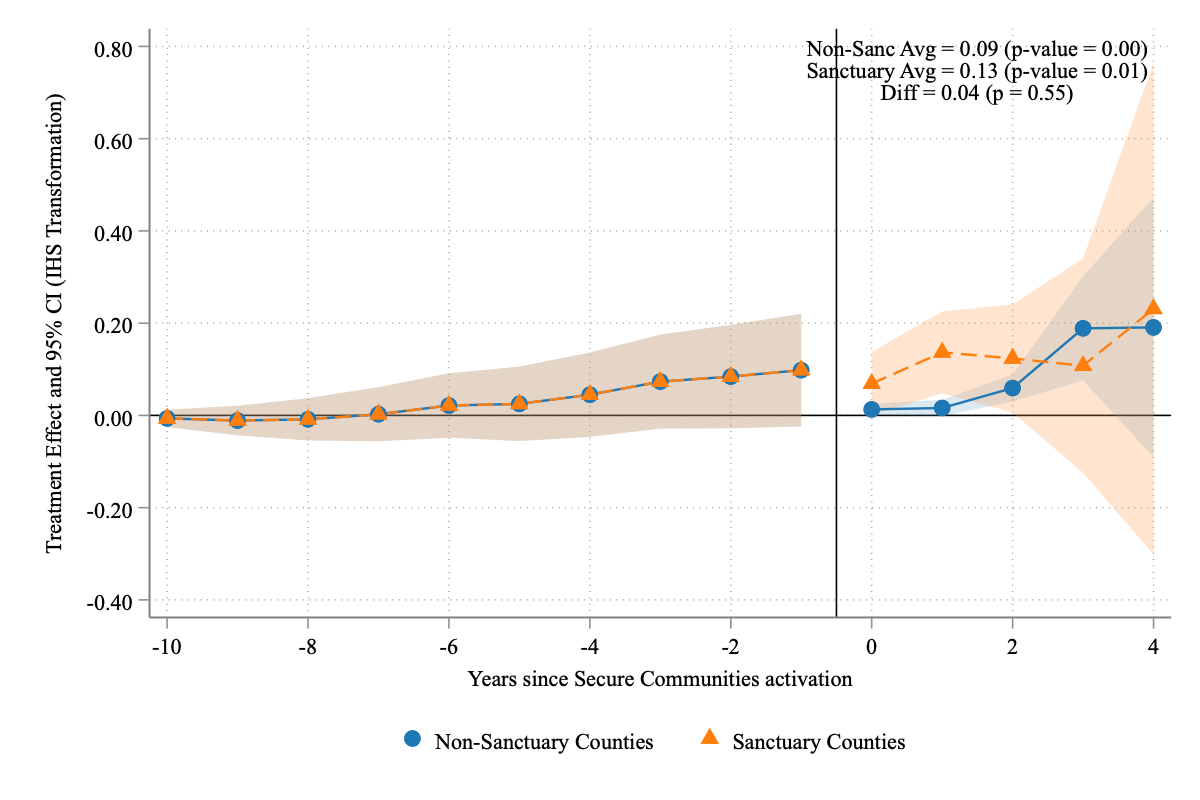 Non-Sanc Avg = 0.09 (p-value = 0.00)
Sanctuary Avg = 0.13 (p-value = 0.01)
Diff = 0.04 (p = 0.55)
Treatment Effect and 95% CI (IHS Transformation)
0.80
0.60
0.40
0.20
0.00
-0.20
-0.40
-10 -8 -6 -4 -2 0 2 4
Years since Secure Communities activation
Non-Sanctuary Counties Sanctuary Counties